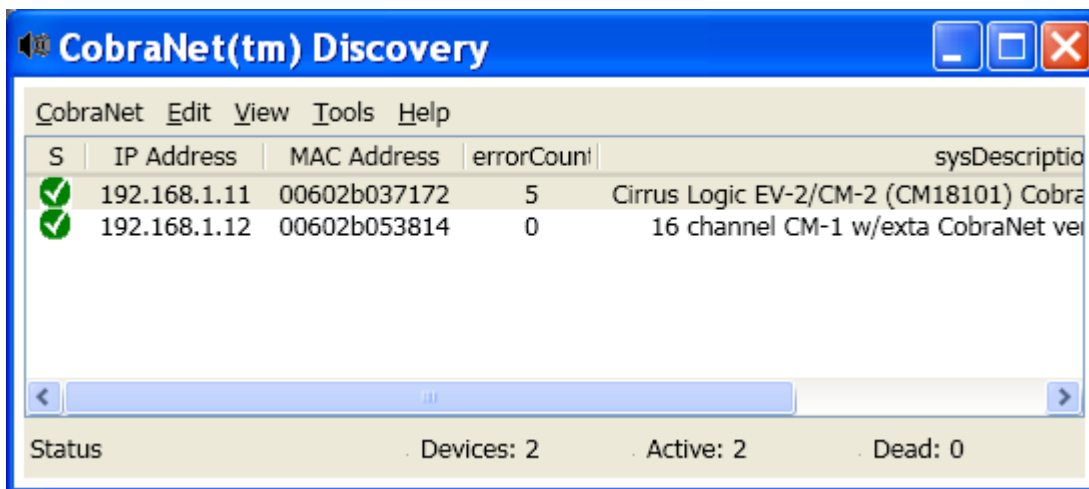 CobraNet(tm) Discovery
CobraNet Edit View Tools Help
S IP Address MAC Address errorCount sysDescriptio
192.168.1.11 00602b037172 5 Cirrus Logic EV-2/CM-2 (CM18101) Cobra
192.168.1.12 00602b053814 0 16 channel CM-1 w/exta CobraNet ver
Status Devices: 2 Active: 2 Dead: 0